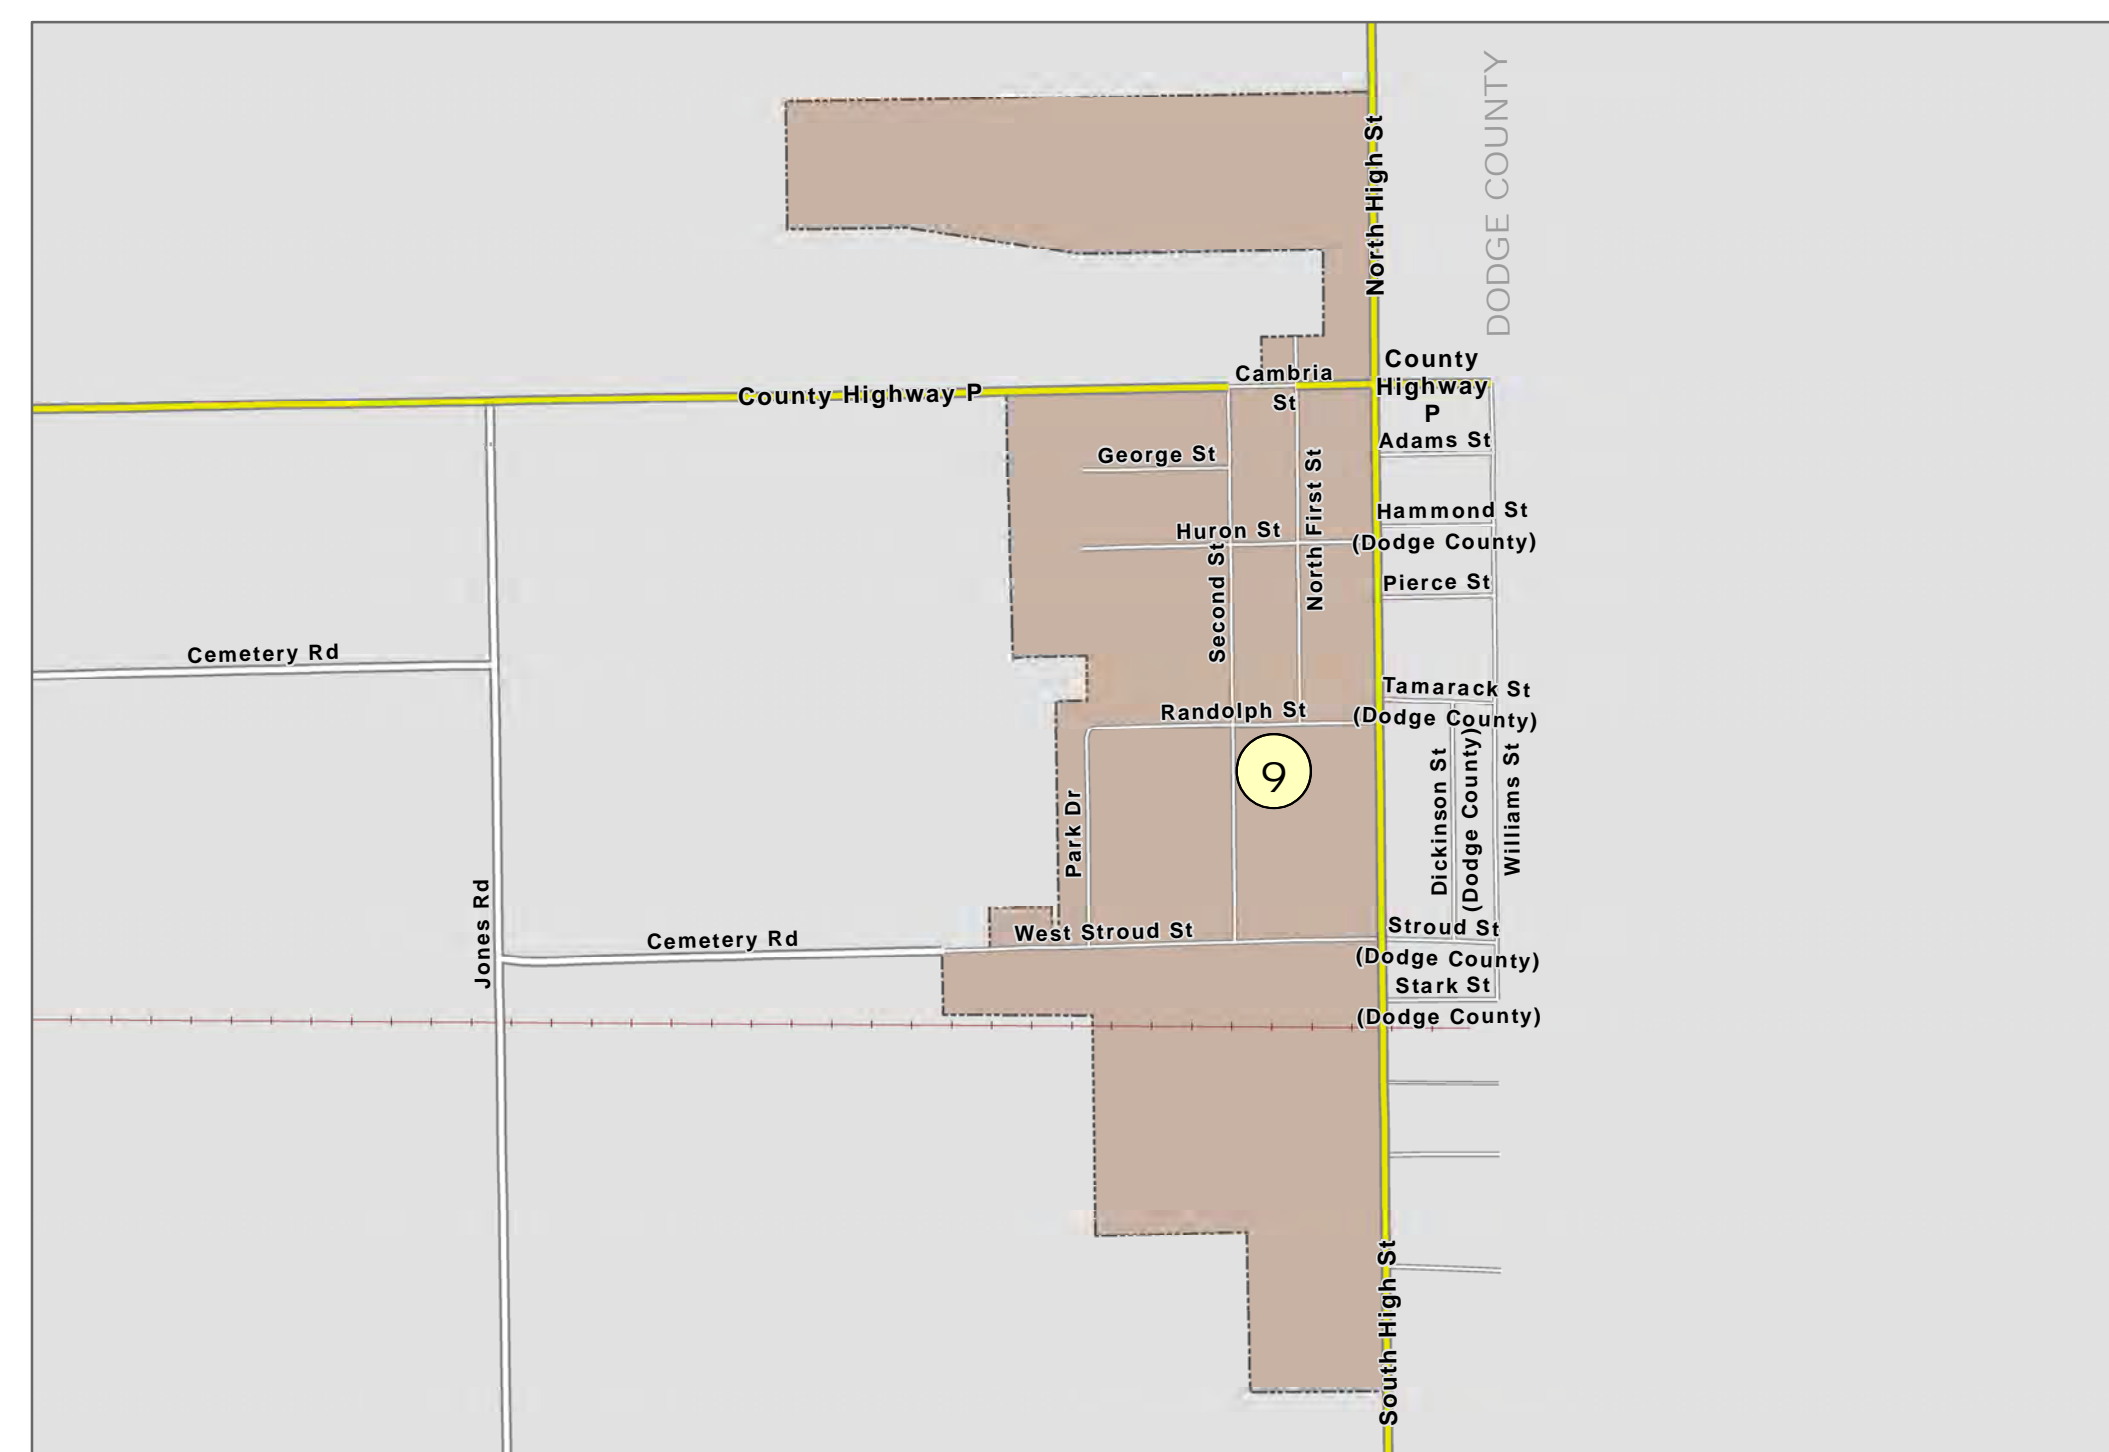 DODGE COUNTY
North High St
County
Highway
P
Cambria
St
County Highway P
Adams St
George St
Hammond St
(Dodge County)
Huron St
North First St
Second St
Pierce St
Cemetery Rd
Tamarack St
(Dodge County)
Randolph St
9
Park Dr
Dickinson St
(Dodge County)
Williams St
Jones Rd
Cemetery Rd
West Stroud St
Stroud St
(Dodge County)
Stark St
(Dodge County)
South High St